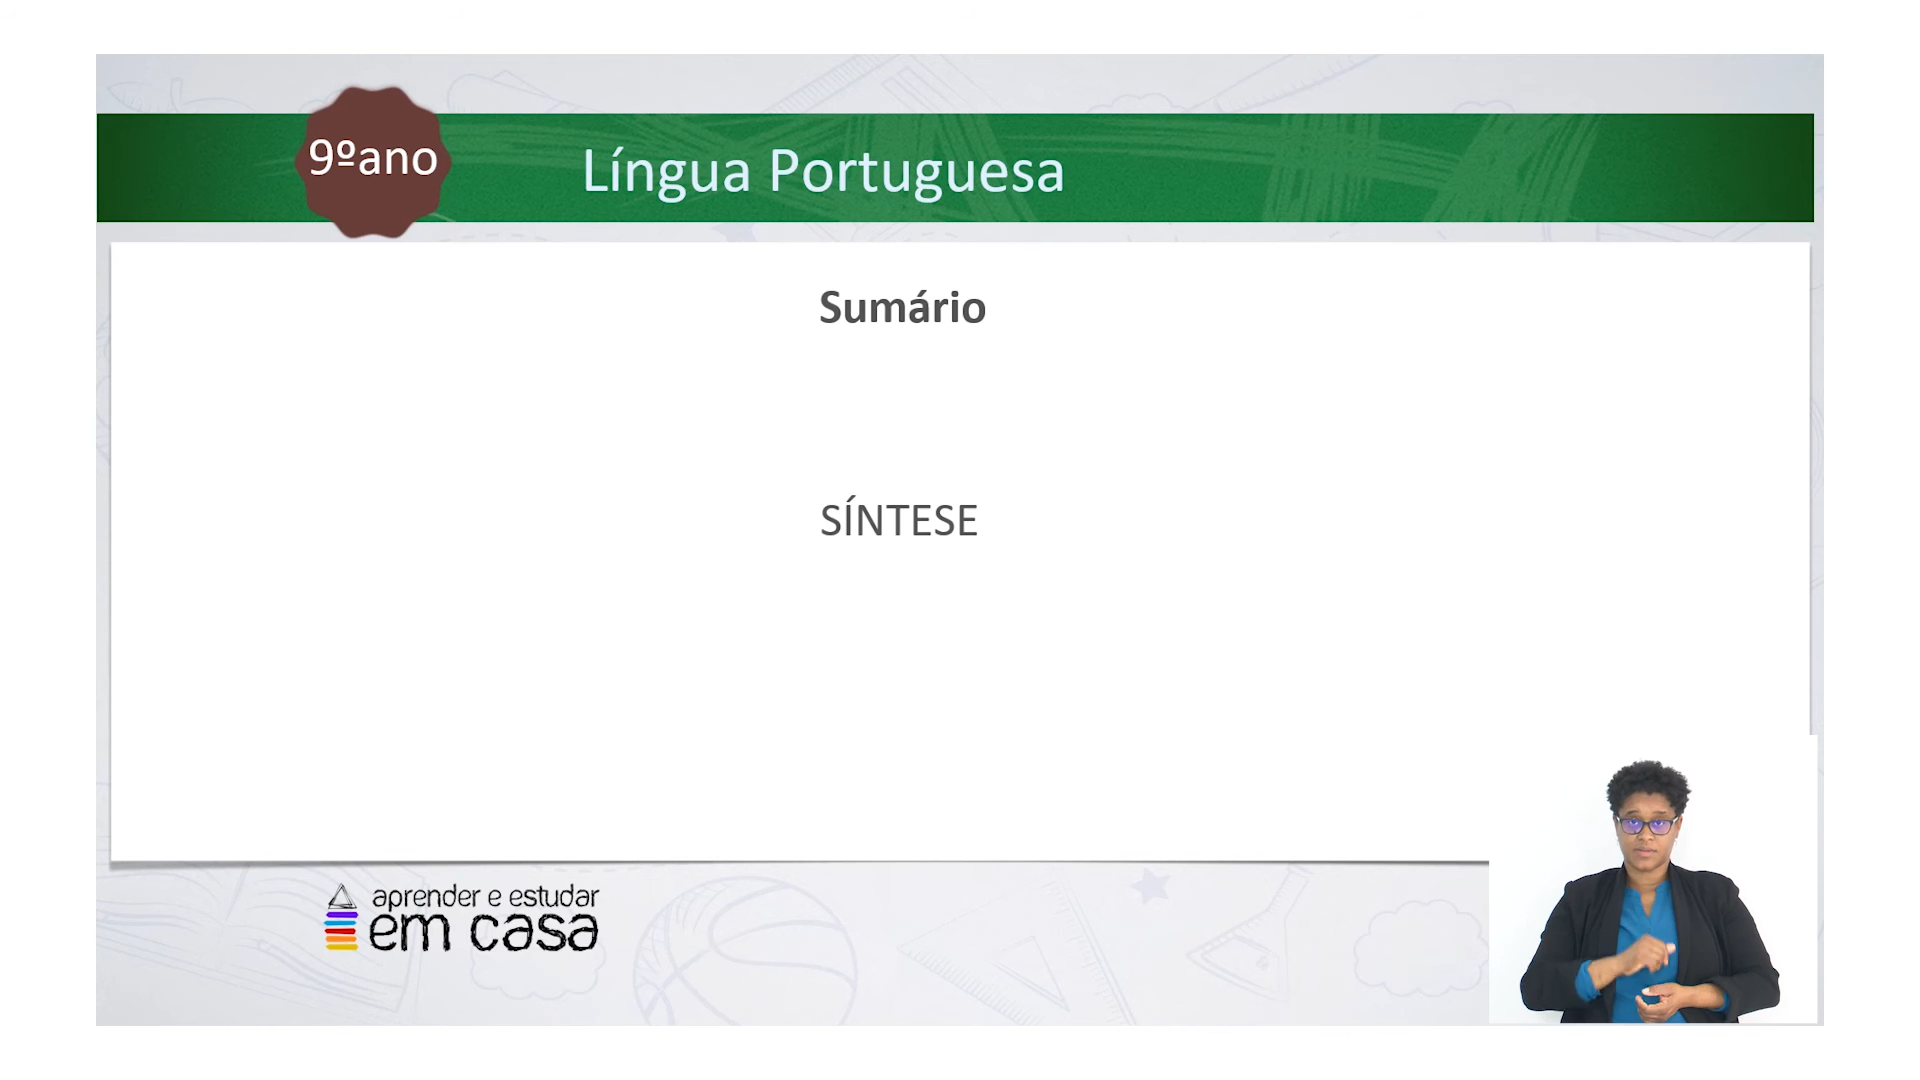 9ºano
Língua Portuguesa
Sumário
SÍNTESE
aprender e estudar
em casa